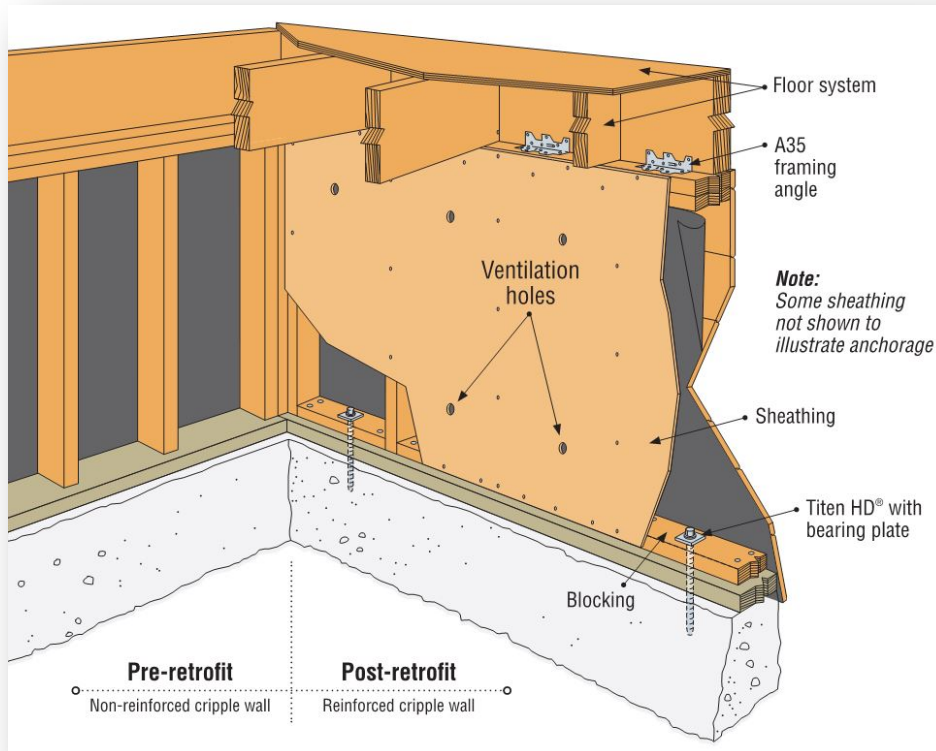 Floor system
A35
framing
angle
Ventilation
holes
Note:
Some sheathing
not shown to
illustrate anchorage
Sheathing
Titen HD® with
bearing plate
Blocking
Pre-retrofit
Non-reinforced cripple wall
Post-retrofit
Reinforced cripple wall